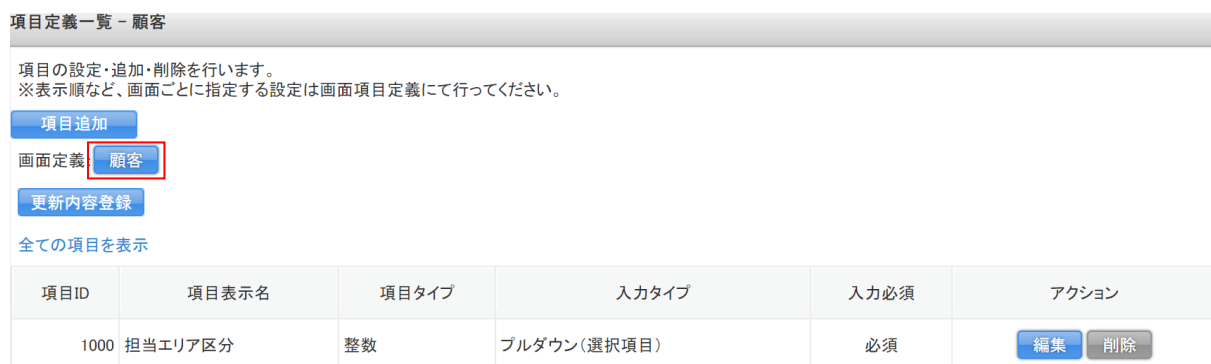 項目定義一覧 - 顧客
項目の設定・追加・削除を行います。
※表示順など、画面ごとに指定する設定は画面項目定義にて行ってください。
項目追加
画面定義: 顧客
更新内容登録
全ての項目を表示
項目ID 項目表示名 項目タイプ 入力タイプ 入力必須 アクション
1000 担当エリア区分 整数 プルダウン(選択項目) 必須 編集 削除